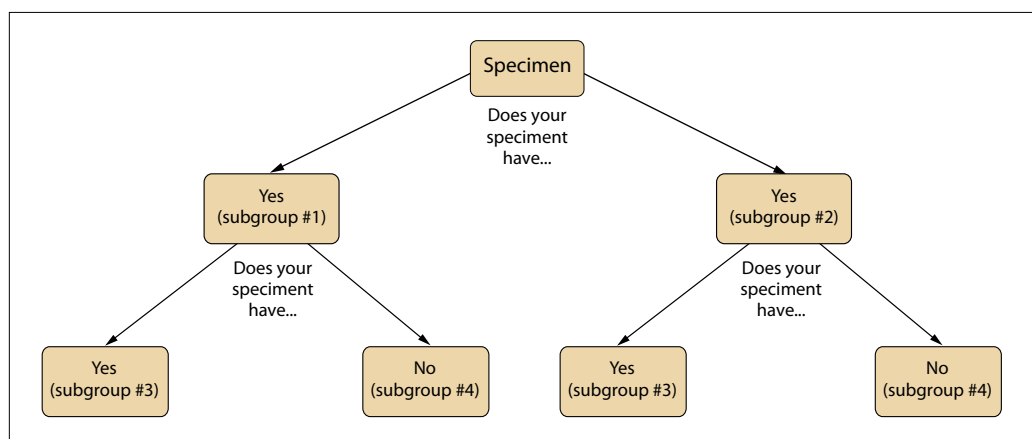 Specimen
Does your
speciment
have...
Yes
(subgroup #1)
Yes
(subgroup #2)
Does your
speciment
have...
Does your
speciment
have...
Yes
(subgroup #3)
No
(subgroup #4)
Yes
(subgroup #3)
No
(subgroup #4)